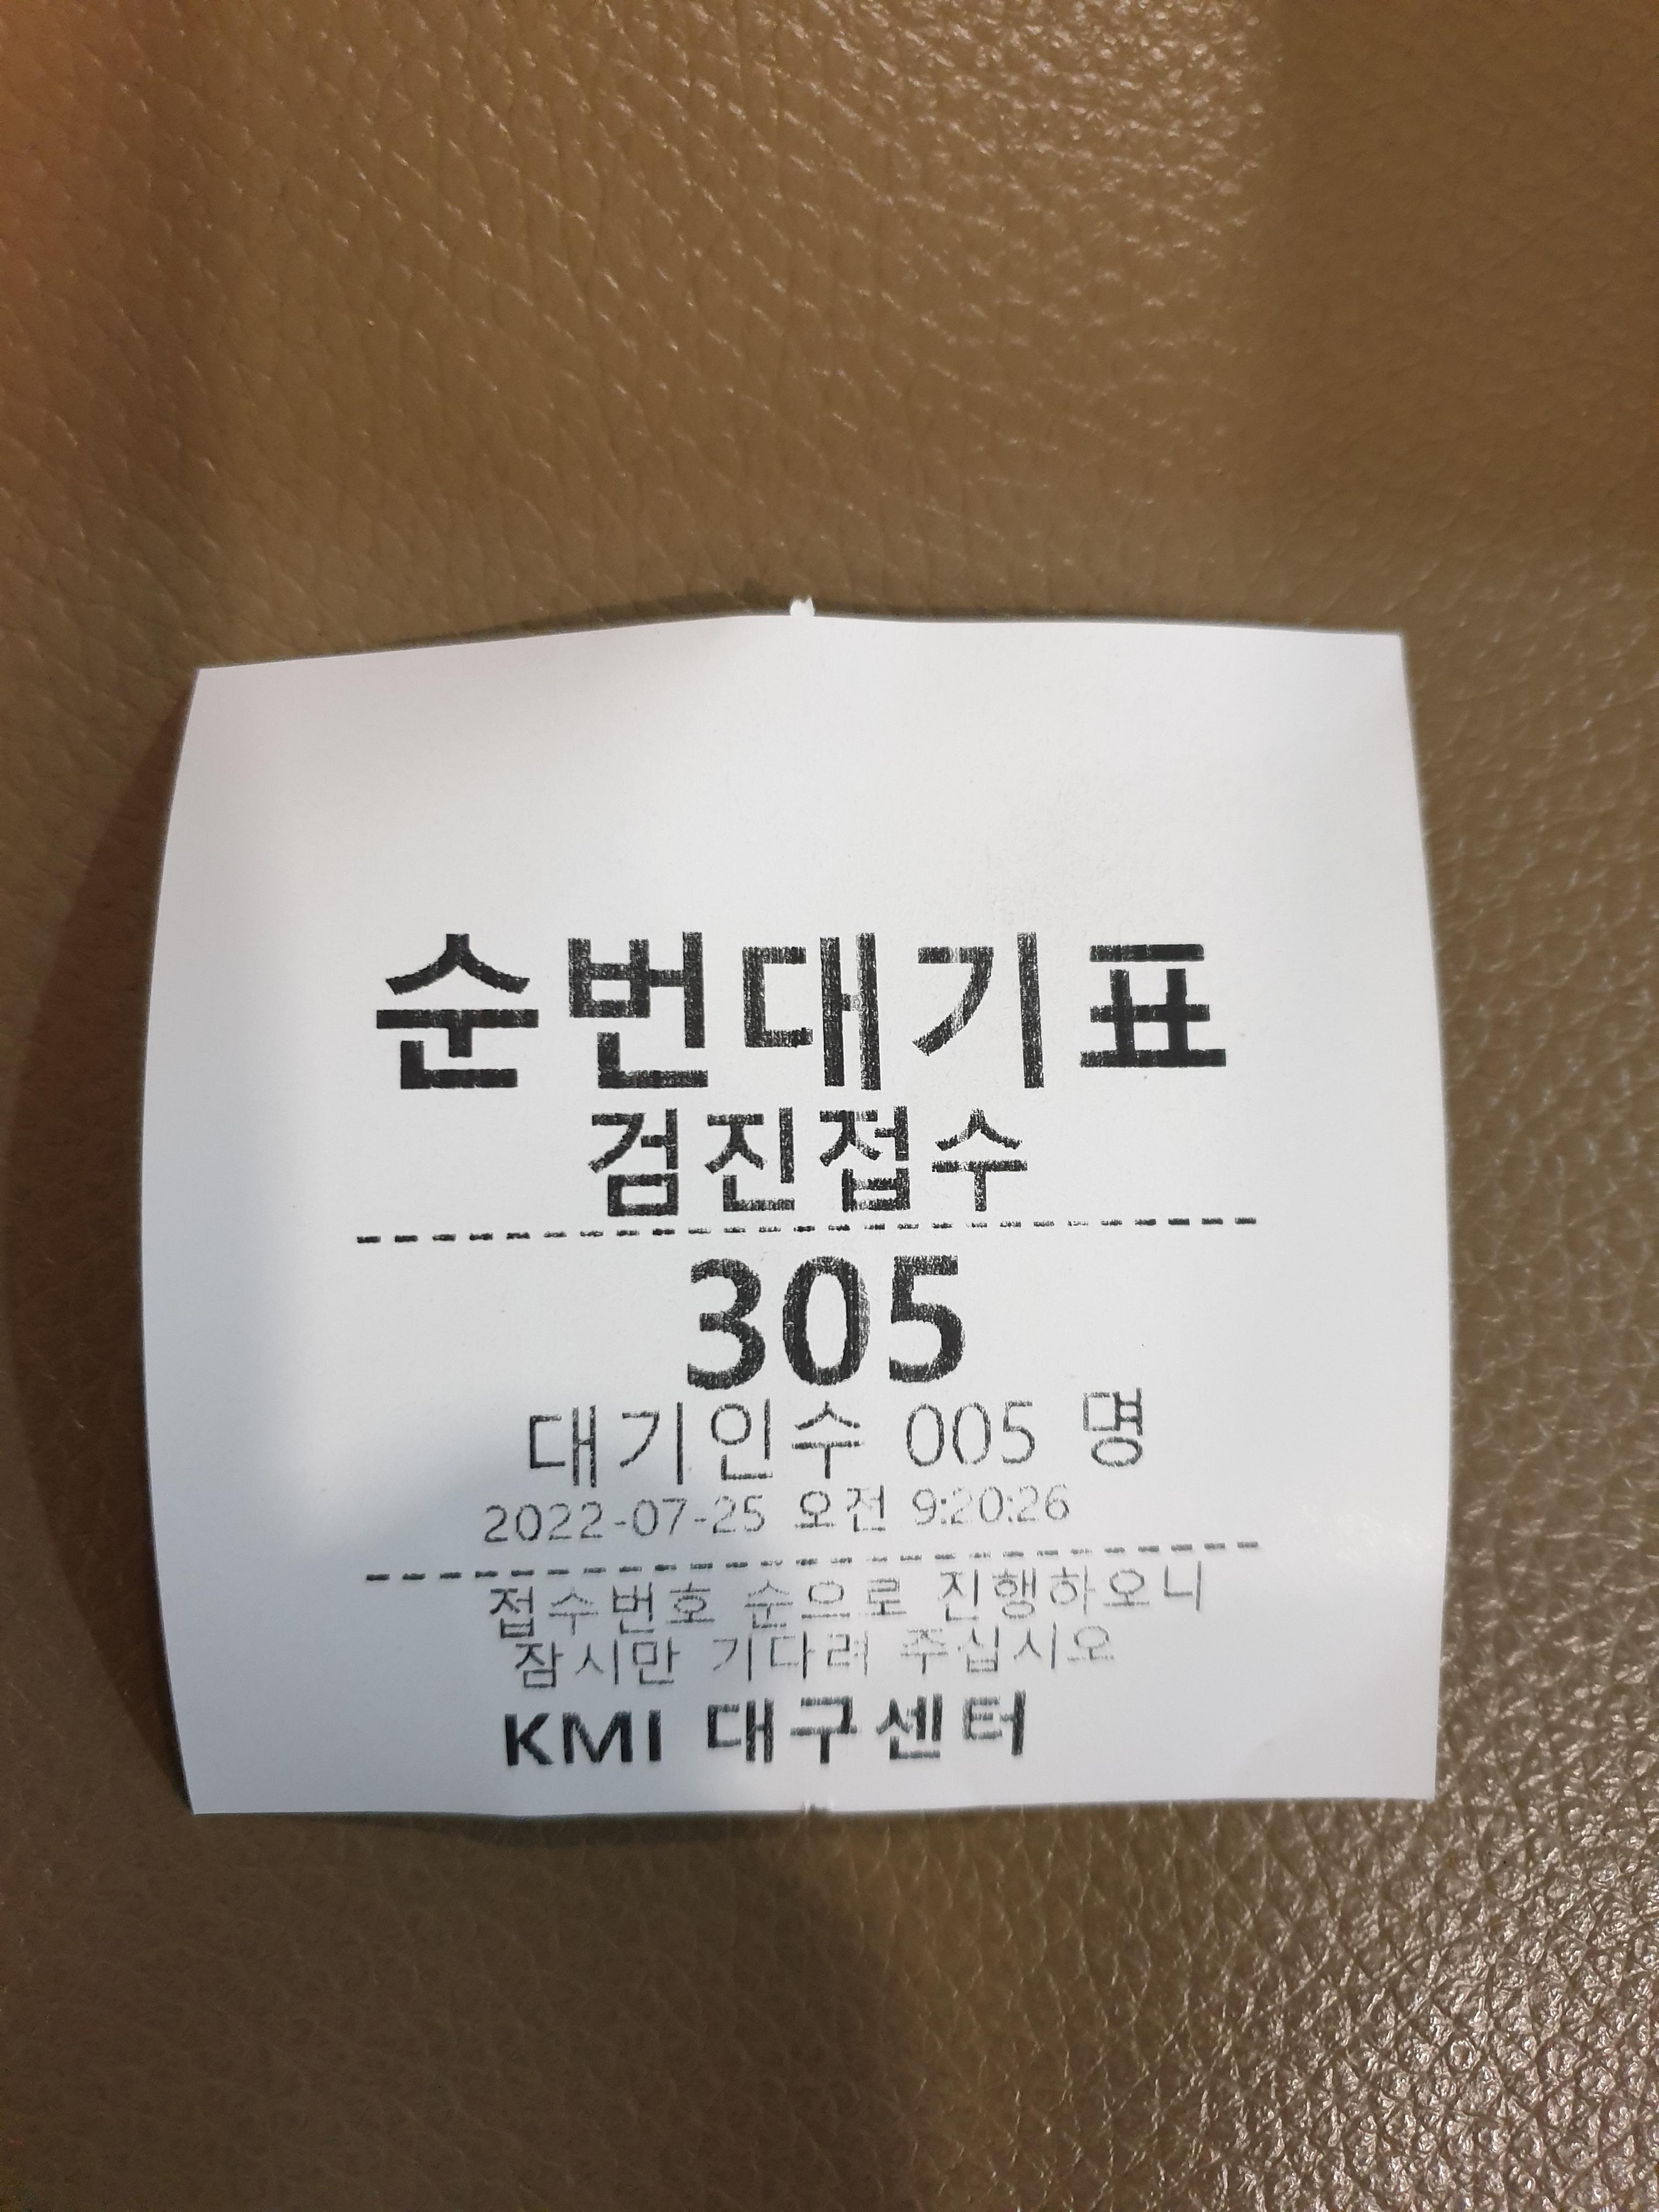 순번대기표
검진접수
305
대기인수 005 명
2022-07-25 오전 9:20:26
접수번호 순으로 진행하오니
잠시만 기다려 주십시오
KMI 대구센터